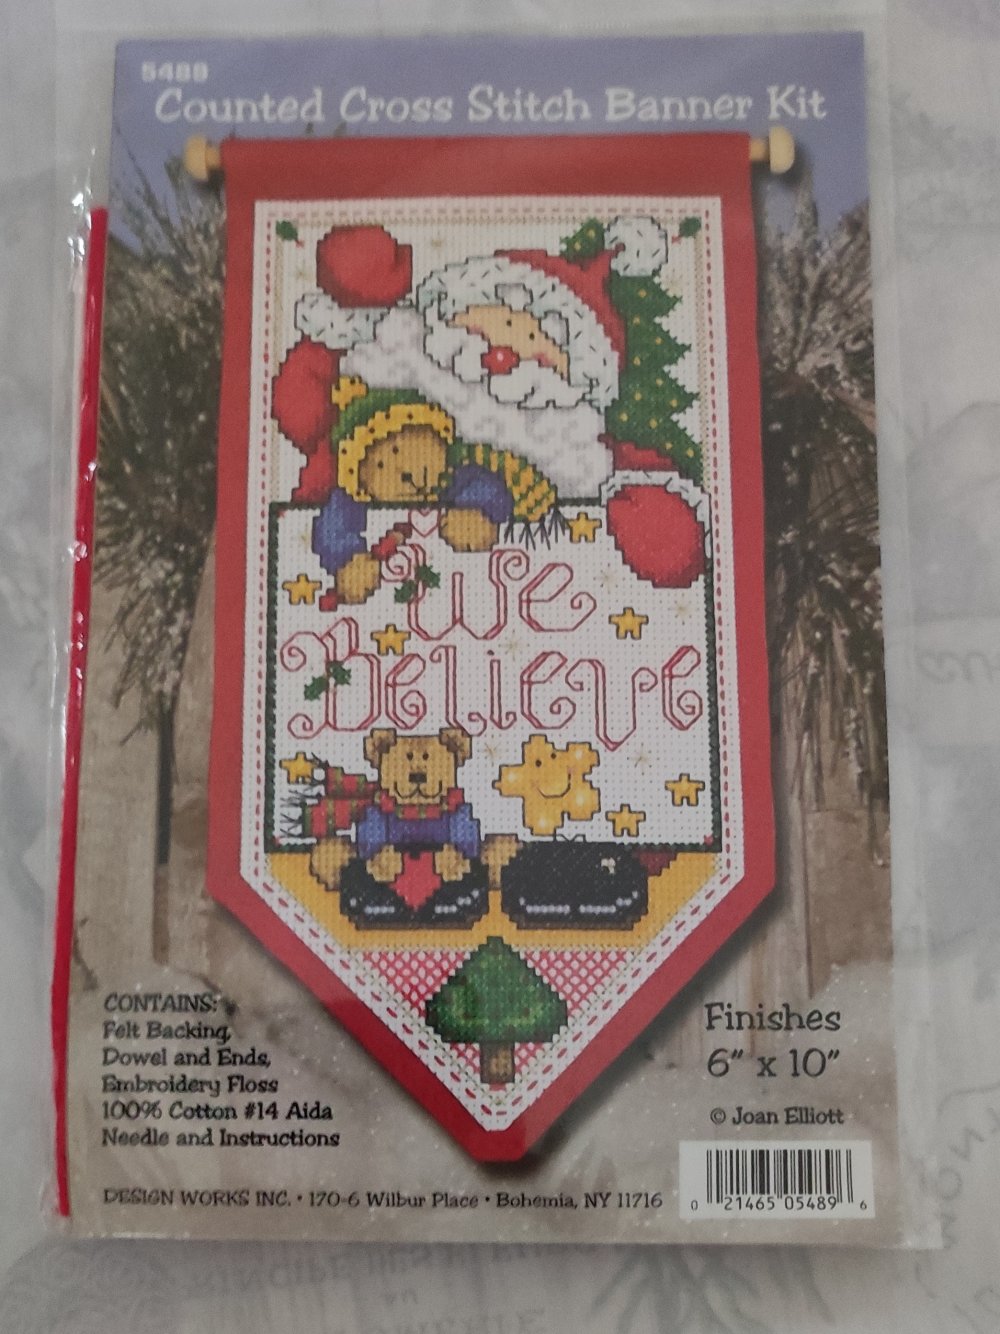 5489
Counted Cross Stitch Banner Kit
We
Believe
CONTAINS:
Felt Backing,
Dowel and Ends,
Embroidery Floss
100% Cotton #14 Aida
Needle and Instructions
Finishes
6" x 10"
© Joan Elliott
DESIGN WORKS INC. • 170-6 Wilbur Place • Bohemia, NY 11716
0 21465 05489 6